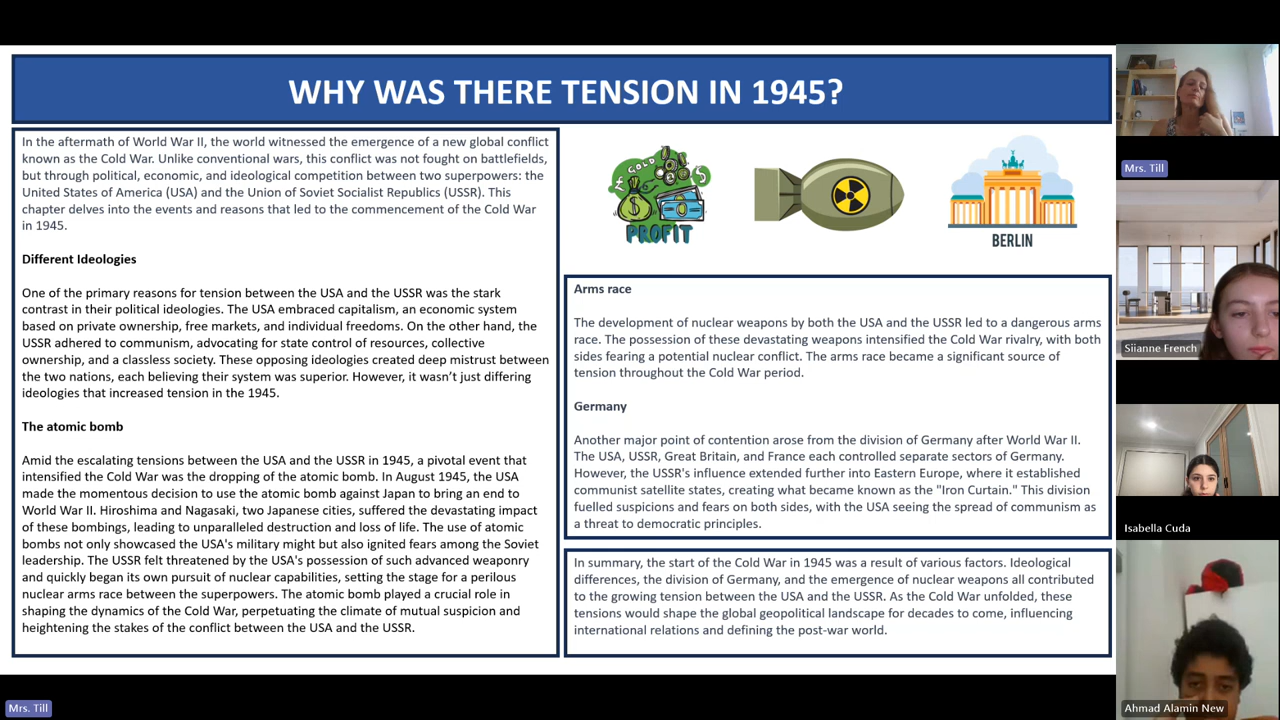 WHY WAS THERE TENSION IN 1945?
In the aftermath of World War II, the world witnessed the emergence of a new global conflict
known as the Cold War. Unlike conventional wars, this conflict was not fought on battlefields,
but through political, economic, and ideological competition between two superpowers: the
United States of America (USA) and the Union of Soviet Socialist Republics (USSR). This
chapter delves into the events and reasons that led to the commencement of the Cold War
in 1945.
Different Ideologies
One of the primary reasons for tension between the USA and the USSR was the stark
contrast in their political ideologies. The USA embraced capitalism, an economic system
based on private ownership, free markets, and individual freedoms. On the other hand, the
USSR adhered to communism, advocating for state control of resources, collective
ownership, and a classless society. These opposing ideologies created deep mistrust between
the two nations, each believing their system was superior. However, it wasn't just differing
ideologies that increased tension in the 1945.
The atomic bomb
Amid the escalating tensions between the USA and the USSR in 1945, a pivotal event that
intensified the Cold War was the dropping of the atomic bomb. In August 1945, the USA
made the momentous decision to use the atomic bomb against Japan to bring an end to
World War II. Hiroshima and Nagasaki, two Japanese cities, suffered the devastating impact
of these bombings, leading to unparalleled destruction and loss of life. The use of atomic
bombs not only showcased the USA's military might but also ignited fears among the Soviet
leadership. The USSR felt threatened by the USA's possession of such advanced weaponry
and quickly began its own pursuit of nuclear capabilities, setting the stage for a perilous
nuclear arms race between the superpowers. The atomic bomb played a crucial role in
shaping the dynamics of the Cold War, perpetuating the climate of mutual suspicion and
heightening the stakes of the conflict between the USA and the USSR.
GOLD
PROFIT
BERLIN
Arms race
The development of nuclear weapons by both the USA and the USSR led to a dangerous arms
race. The possession of these devastating weapons intensified the Cold War rivalry, with both
sides fearing a potential nuclear conflict. The arms race became a significant source of
tension throughout the Cold War period.
Germany
Another major point of contention arose from the division of Germany after World War II.
The USA, USSR, Great Britain, and France each controlled separate sectors of Germany.
However, the USSR's influence extended further into Eastern Europe, where it established
communist satellite states, creating what became known as the "Iron Curtain." This division
fuelled suspicions and fears on both sides, with the USA seeing the spread of communism as
a threat to democratic principles.
In summary, the start of the Cold War in 1945 was a result of various factors. Ideological
differences, the division of Germany, and the emergence of nuclear weapons all contributed
to the growing tension between the USA and the USSR. As the Cold War unfolded, these
tensions would shape the global geopolitical landscape for decades to come, influencing
international relations and defining the post-war world.
Mrs. Till
Siianne French
Isabella Cuda
Ahmad Alamin New
Mrs. Till